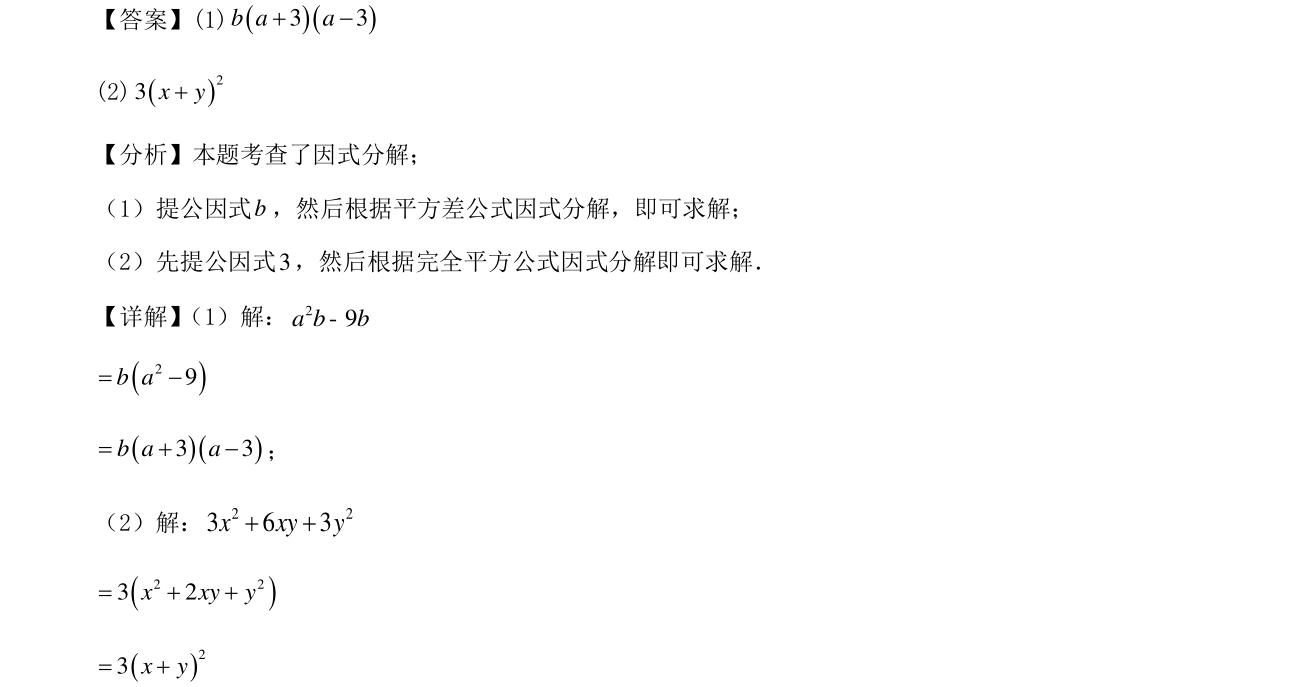 【答案】(1) b(a+3)(a−3)
(2) 3(x+y)²
【分析】本题考查了因式分解；
（1）提公因式b，然后根据平方差公式因式分解，即可求解；
（2）先提公因式3，然后根据完全平方公式因式分解即可求解．
【详解】（1）解：a²b- 9b
=b(a²−9)
=b(a+3)(a−3)；
（2）解：3x²+6xy+3y²
=3(x²+2xy+y²)
=3(x+y)²